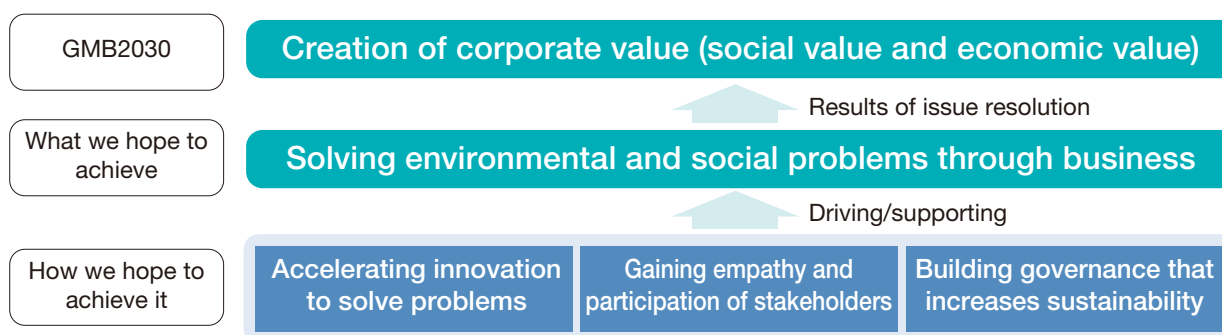 GMB2030
Creation of corporate value (social value and economic value)
Results of issue resolution
What we hope to
achieve
Solving environmental and social problems through business
Driving/supporting
How we hope to
achieve it
Accelerating innovation
to solve problems
Gaining empathy and
participation of stakeholders
Building governance that
increases sustainability